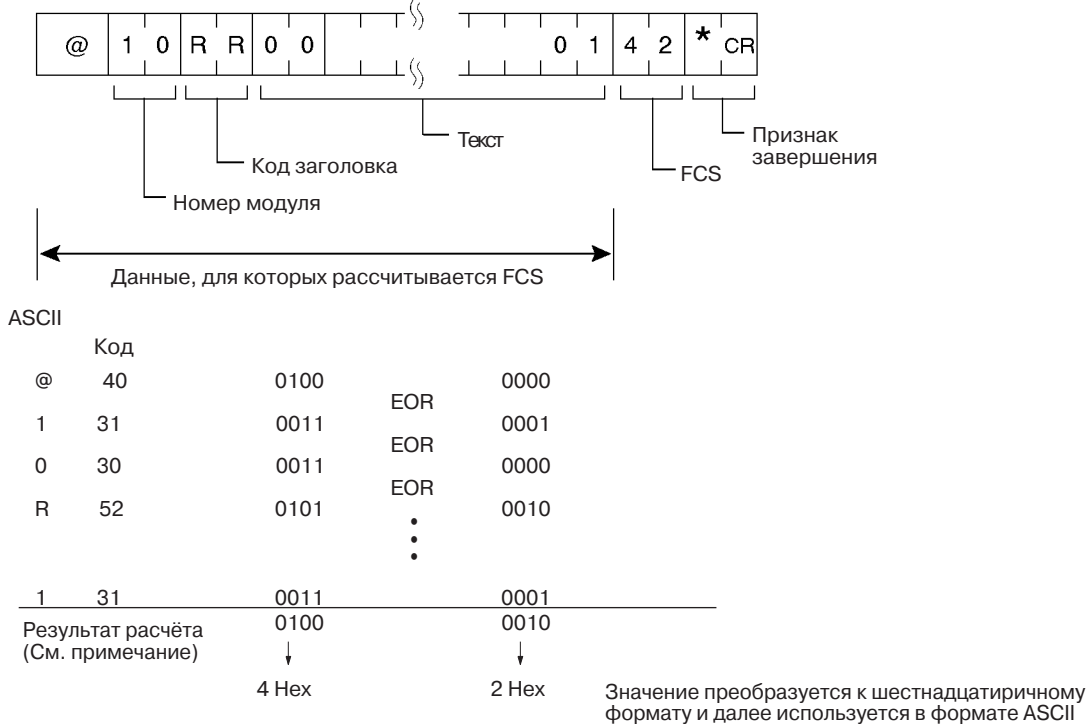 @ 1 0 R R 0 0 0 1 4 2 * CR
Текст
Признак
завершения
Код заголовка
FCS
Номер модуля
Данные, для которых рассчитывается FCS
ASCII
Код
@ 40 0100 0000
EOR
1 31 0011 0001
EOR
0 30 0011 0000
EOR
R 52 0101 0010
1 31 0011 0001
Результат расчёта 0100 0010
(См. примечание)
4 Hex 2 Hex
Значение преобразуется к шестнадцатиричному
формату и далее используется в формате ASCII